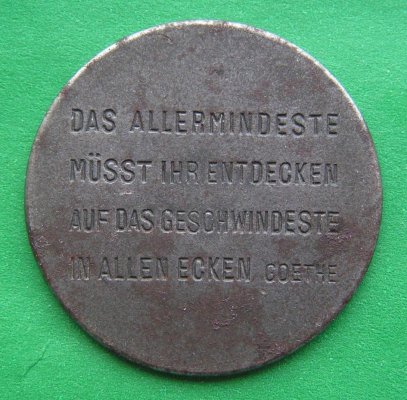 DAS ALLERMINDESTE
MÜSST IHR ENTDECKEN
AUF DAS GESCHWINDESTE
IN ALLEN ECKEN GOETHE